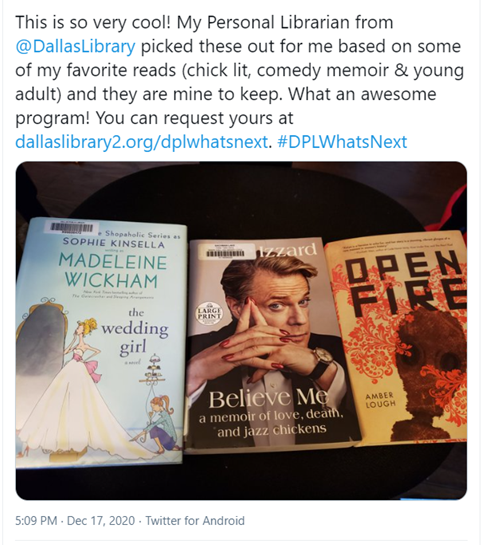 This is so very cool! My Personal Librarian from
@DallasLibrary picked these out for me based on some
of my favorite reads (chick lit, comedy memoir & young
adult) and they are mine to keep. What an awesome
program! You can request yours at
dallaslibrary2.org/dplwhatsnext. #DPLWhatsNext
Shopaholic Series as
SOPHIE KINSELLA
MADELEINE
WICKHAM
the
wedding
girl
a novel
zzard
LARGE
PRINT
Believe Me
a memoir of love, death,
and jazz chickens
OPEN
FIRE
AMBER
LOUGH
5:09 PM · Dec 17, 2020 · Twitter for Android